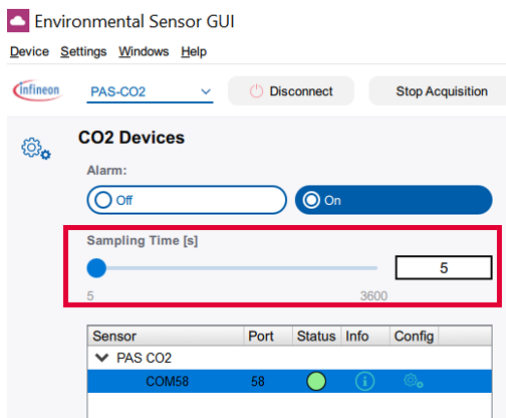 Environmental Sensor GUI
Device Settings Windows Help
infineon PAS-CO2 Disconnect Stop Acquisition
CO2 Devices
Alarm:
Off On
Sampling Time [s]
5
5 3600
Sensor Port Status Info Config
PAS CO2
COM58 58